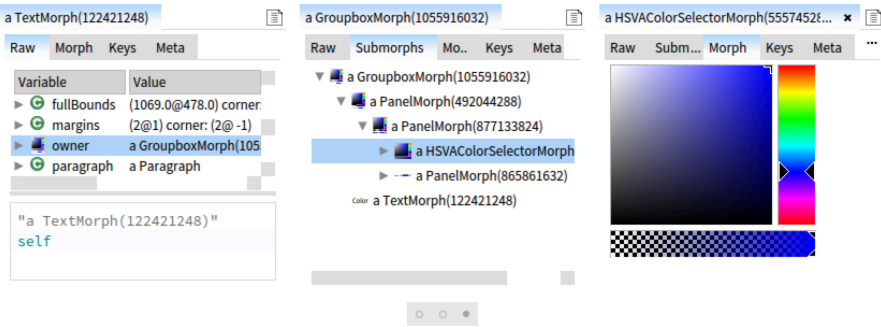 a TextMorph(122421248)
Raw Morph Keys Meta
Variable Value
fullBounds (1069.0@478.0) corner:
margins (2@1) corner: (2@ -1)
owner a GroupboxMorph(105
paragraph a Paragraph
"a TextMorph(122421248)"
self
a GroupboxMorph(1055916032)
Raw Submorphs Mo.. Keys Meta
a GroupboxMorph(1055916032)
a PanelMorph(492044288)
a PanelMorph(877133824)
a HSVAColorSelectorMorph
a PanelMorph(865861632)
Color a TextMorph(122421248)
a HSVAColorSelectorMorph(5557452...
Raw Subm... Morph Keys Meta ...